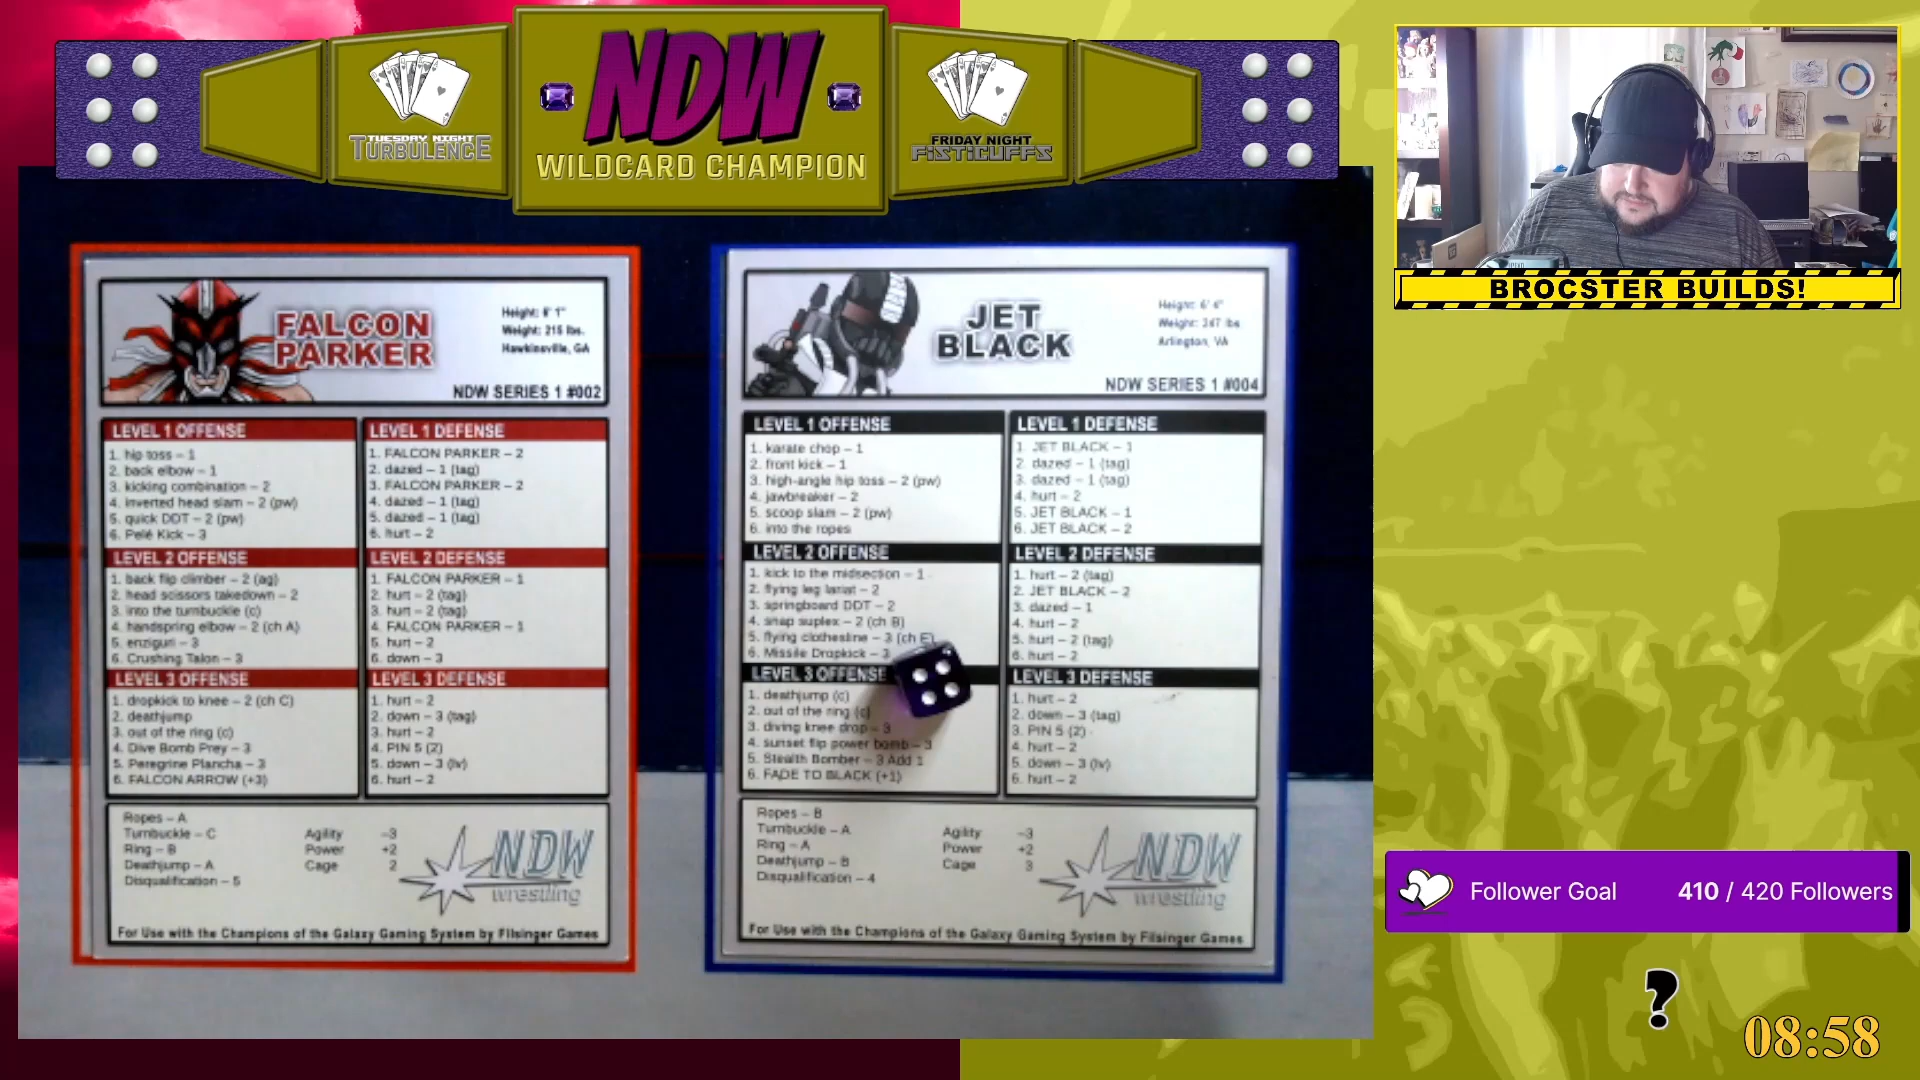 NDW
WILDCARD CHAMPION
TUESDAY NIGHT
TURBULENCE
FRIDAY NIGHT
FISTICUFFS
BROCSTER BUILDS!
FALCON
PARKER
Height: 6' 1"
Weight: 215 lbs.
Hawkinsville, GA
NDW SERIES 1 #002
LEVEL 1 OFFENSE
1. hip toss – 1
2. back elbow – 1
3. kicking combination – 2
4. inverted head slam – 2 (pw)
5. quick DDT – 2 (pw)
6. Pelé Kick – 3
LEVEL 1 DEFENSE
1. FALCON PARKER – 2
2. dazed – 1 (tag)
3. FALCON PARKER – 2
4. dazed – 1 (tag)
5. dazed – 1 (tag)
6. hurt – 2
LEVEL 2 OFFENSE
1. back flip climber – 2 (ag)
2. head scissors takedown – 2
3. into the turnbuckle (c)
4. handspring elbow – 2 (ch A)
5. enziguri – 3
6. Crushing Talon – 3
LEVEL 2 DEFENSE
1. FALCON PARKER – 1
2. hurt – 2 (tag)
3. hurt – 2 (tag)
4. FALCON PARKER – 1
5. hurt – 2
6. down – 3
LEVEL 3 OFFENSE
1. dropkick to knee – 2 (ch C)
2. deathjump
3. out of the ring (c)
4. Dive Bomb Prey – 3
5. Peregrine Plancha – 3
6. FALCON ARROW (+3)
LEVEL 3 DEFENSE
1. hurt – 2
2. down – 3 (tag)
3. hurt – 2
4. PIN 5 (2)
5. down – 3 (lv)
6. hurt – 2
Ropes – A
Turnbuckle – C
Ring – B
Deathjump – A
Disqualification – 5
Agility –3
Power +2
Cage 2
NDW
wrestling
For Use with the Champions of the Galaxy Gaming System by Filsinger Games
JET
BLACK
Height: 6' 4"
Weight: 247 lbs
Arlington, VA
NDW SERIES 1 #004
LEVEL 1 OFFENSE
1. karate chop – 1
2. front kick – 1
3. high-angle hip toss – 2 (pw)
4. jawbreaker – 2
5. scoop slam – 2 (pw)
6. into the ropes
LEVEL 1 DEFENSE
1. JET BLACK – 1
2. dazed – 1 (tag)
3. dazed – 1 (tag)
4. hurt – 2
5. JET BLACK – 1
6. JET BLACK – 2
LEVEL 2 OFFENSE
1. kick to the midsection – 1
2. flying leg lariat – 2
3. springboard DDT – 2
4. snap suplex – 2 (ch B)
5. flying clothesline – 3 (ch E)
6. Missile Dropkick – 3
LEVEL 2 DEFENSE
1. hurt – 2 (tag)
2. JET BLACK – 2
3. dazed – 1
4. hurt – 2
5. hurt – 2 (tag)
6. hurt – 2
LEVEL 3 OFFENSE
1. deathjump (c)
2. out of the ring (c)
3. diving knee drop – 3
4. sunset flip power bomb – 3
5. Stealth Bomber – 3 Add 1
6. FADE TO BLACK (+1)
LEVEL 3 DEFENSE
1. hurt – 2
2. down – 3 (tag)
3. PIN 5 (2)
4. hurt – 2
5. down – 3 (lv)
6. hurt – 2
Ropes – B
Turnbuckle – A
Ring – A
Deathjump – B
Disqualification – 4
Agility –3
Power +2
Cage 3
NDW
wrestling
For Use with the Champions of the Galaxy Gaming System by Filsinger Games
Follower Goal 410 / 420 Followers
?
08:58